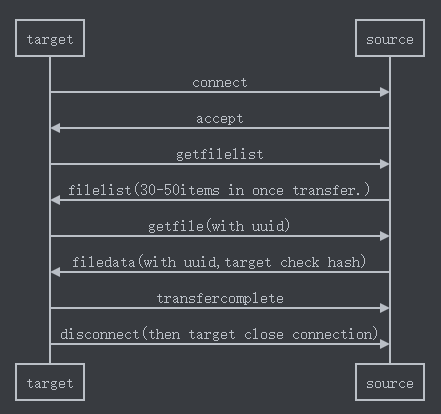 target source
connect
accept
getfilelist
filelist(30-50items in once transfer.)
getfile(with uuid)
filedata(with uuid,target check hash)
transfercomplete
disconnect(then target close connection)
target source